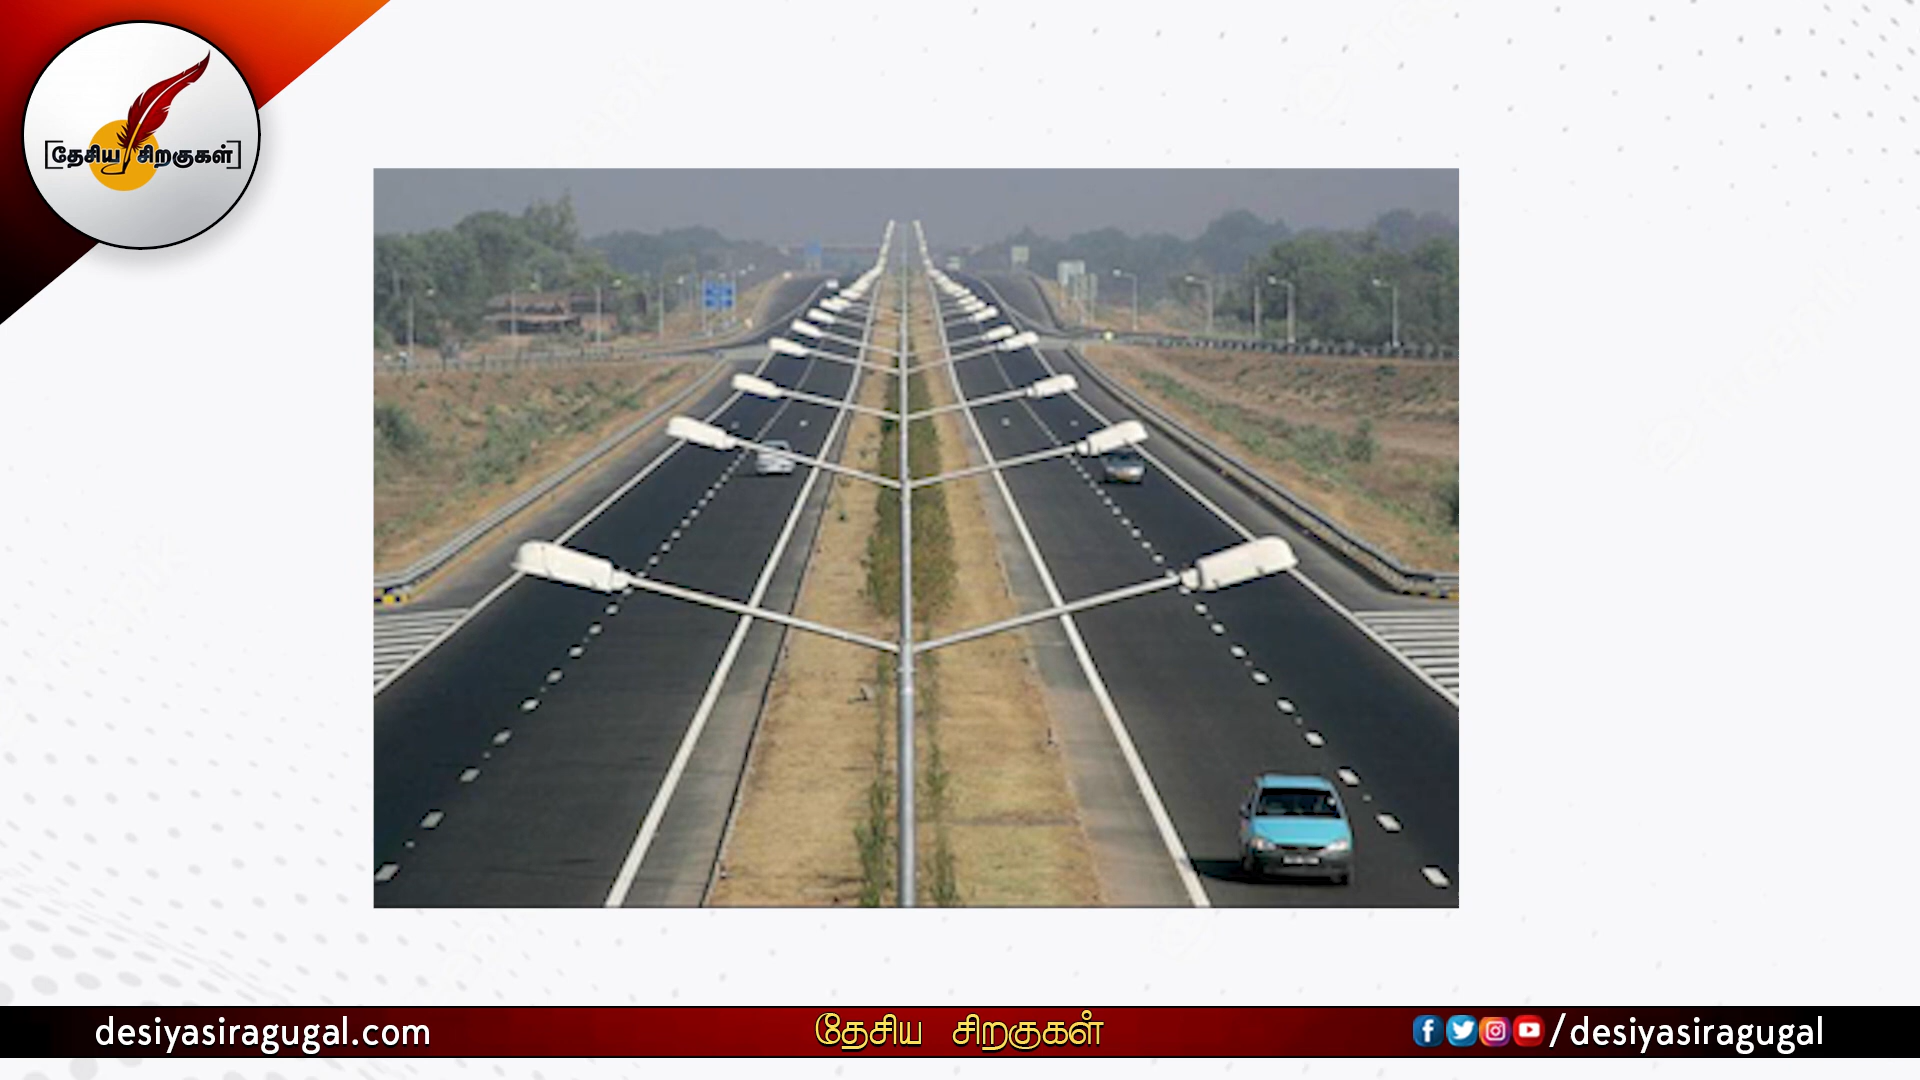 [தேசிய சிறகுகள்]
desiyasiragugal.com
தேசிய சிறகுகள்
/desiyasiragugal